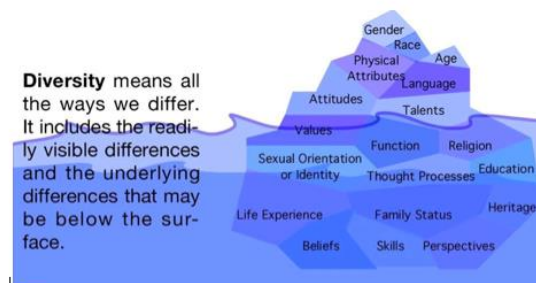 Diversity means all
the ways we differ.
It includes the readi-
ly visible differences
and the underlying
differences that may
be below the sur-
face.
Gender
Race
Age
Physical
Attributes
Language
Attitudes
Talents
Values
Function
Religion
Sexual Orientation
or Identity
Thought Processes
Education
Life Experience
Family Status
Heritage
Beliefs
Skills
Perspectives